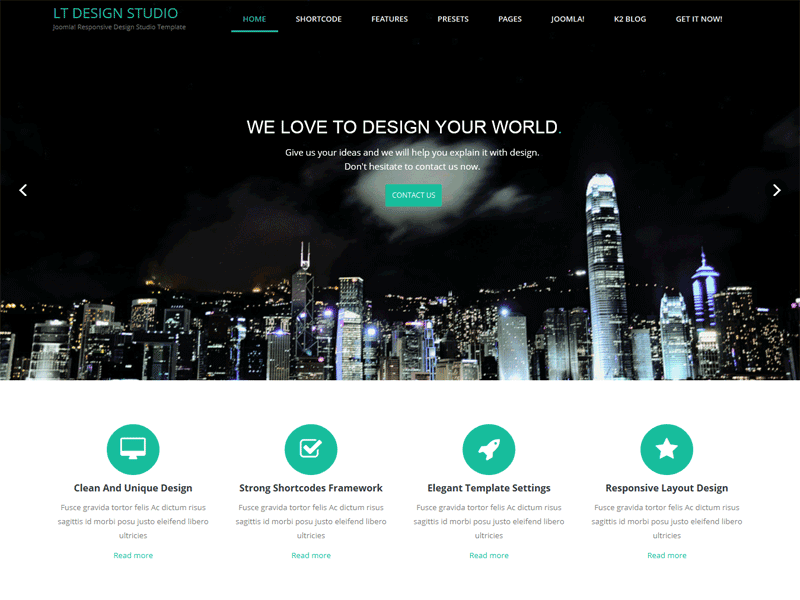 LT DESIGN STUDIO
Joomla! Responsive Design Studio Template
HOME SHORTCODE FEATURES PRESETS PAGES JOOMLA! K2 BLOG GET IT NOW!
WE LOVE TO DESIGN YOUR WORLD.
Give us your ideas and we will help you explain it with design.
Don't hesitate to contact us now.
CONTACT US
Clean And Unique Design
Fusce gravida tortor felis Ac dictum risus
sagittis id morbi posu justo eleifend libero
ultricies
Read more
Strong Shortcodes Framework
Fusce gravida tortor felis Ac dictum risus
sagittis id morbi posu justo eleifend libero
ultricies
Read more
Elegant Template Settings
Fusce gravida tortor felis Ac dictum risus
sagittis id morbi posu justo eleifend libero
ultricies
Read more
Responsive Layout Design
Fusce gravida tortor felis Ac dictum risus
sagittis id morbi posu justo eleifend libero
ultricies
Read more